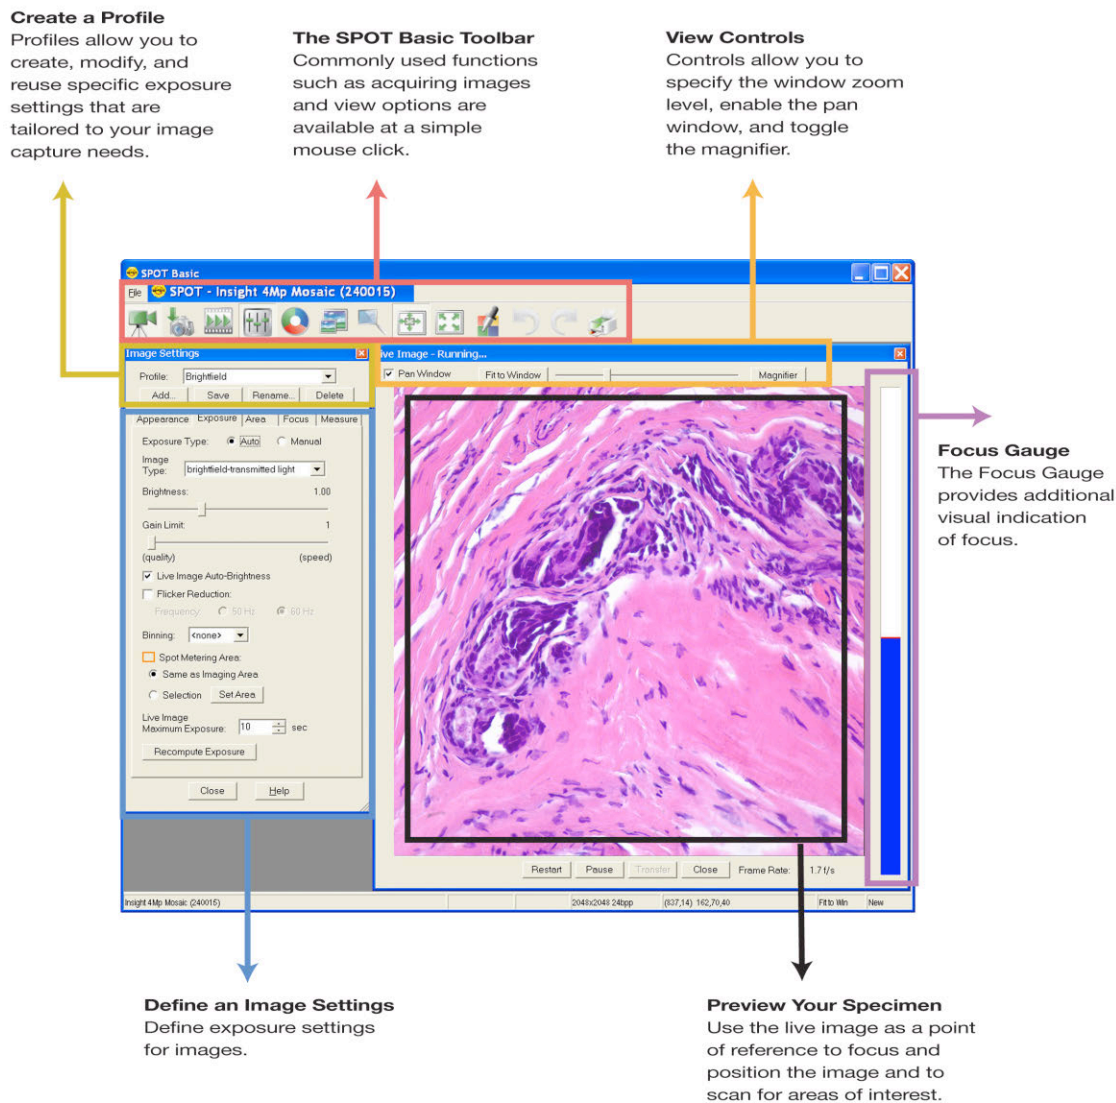 Create a Profile
Profiles allow you to
create, modify, and
reuse specific exposure
settings that are
tailored to your image
capture needs.
The SPOT Basic Toolbar
Commonly used functions
such as acquiring images
and view options are
available at a simple
mouse click.
View Controls
Controls allow you to
specify the window zoom
level, enable the pan
window, and toggle
the magnifier.
SPOT Basic
File
SPOT - Insight 4Mp Mosaic (240015)
Image Settings
Profile: Brightfield
Add... Save Rename... Delete
Live Image - Running...
Pan Window Fit to Window Magnifier
Appearance Exposure Area Focus Measure
Exposure Type: Auto Manual
Image
Type: brightfield-transmitted light
Brightness: 1.00
Gain Limit: 1
(quality) (speed)
Live Image Auto-Brightness
Flicker Reduction:
Frequency: 50 Hz 60 Hz
Binning: <none>
Spot Metering Area:
Same as Imaging Area
Selection Set Area
Live Image
Maximum Exposure: 10 sec
Recompute Exposure
Close Help
Focus Gauge
The Focus Gauge
provides additional
visual indication
of focus.
Restart Pause Transfer Close Frame Rate: 1.7 f/s
Insight 4Mp Mosaic (240015) 2048x2048 24bpp (837,14) 162,70,40 Fit to Win New
Define an Image Settings
Define exposure settings
for images.
Preview Your Specimen
Use the live image as a point
of reference to focus and
position the image and to
scan for areas of interest.